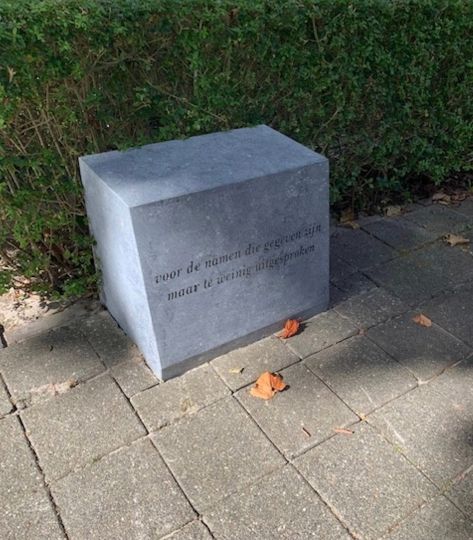 voor de namen die gegeven zijn
maar te weinig uitgesproken